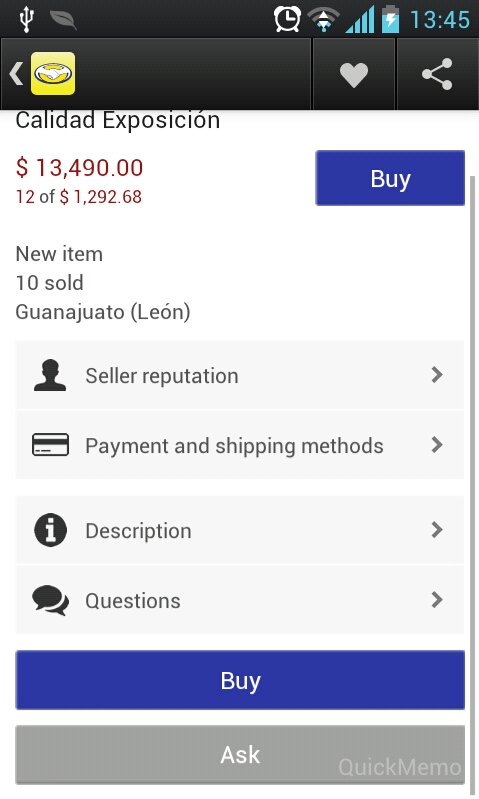 13:45
Calidad Exposición
$ 13,490.00
Buy
12 of $ 1,292.68
New item
10 sold
Guanajuato (León)
Seller reputation
Payment and shipping methods
Description
Questions
Buy
Ask
QuickMemo